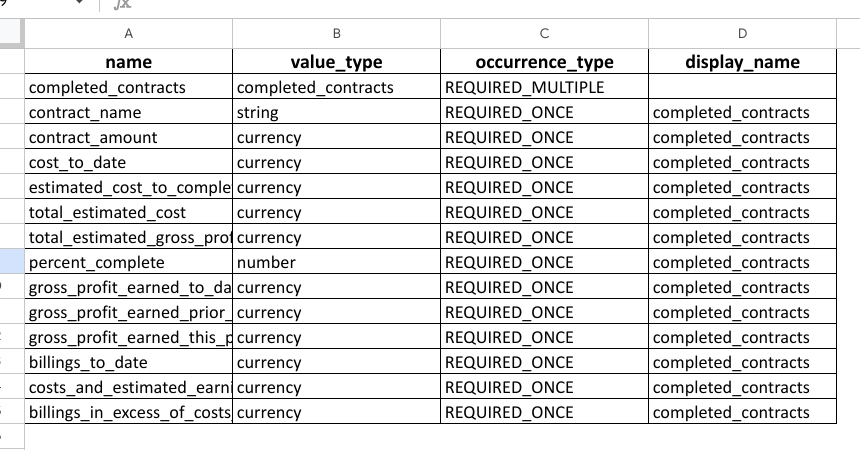 fx
A B C D
name value_type occurrence_type display_name
completed_contracts completed_contracts REQUIRED_MULTIPLE
contract_name string REQUIRED_ONCE completed_contracts
contract_amount currency REQUIRED_ONCE completed_contracts
cost_to_date currency REQUIRED_ONCE completed_contracts
estimated_cost_to_comple currency REQUIRED_ONCE completed_contracts
total_estimated_cost currency REQUIRED_ONCE completed_contracts
total_estimated_gross_prof currency REQUIRED_ONCE completed_contracts
percent_complete number REQUIRED_ONCE completed_contracts
gross_profit_earned_to_da currency REQUIRED_ONCE completed_contracts
gross_profit_earned_prior_ currency REQUIRED_ONCE completed_contracts
gross_profit_earned_this_p currency REQUIRED_ONCE completed_contracts
billings_to_date currency REQUIRED_ONCE completed_contracts
costs_and_estimated_earni currency REQUIRED_ONCE completed_contracts
billings_in_excess_of_costs currency REQUIRED_ONCE completed_contracts